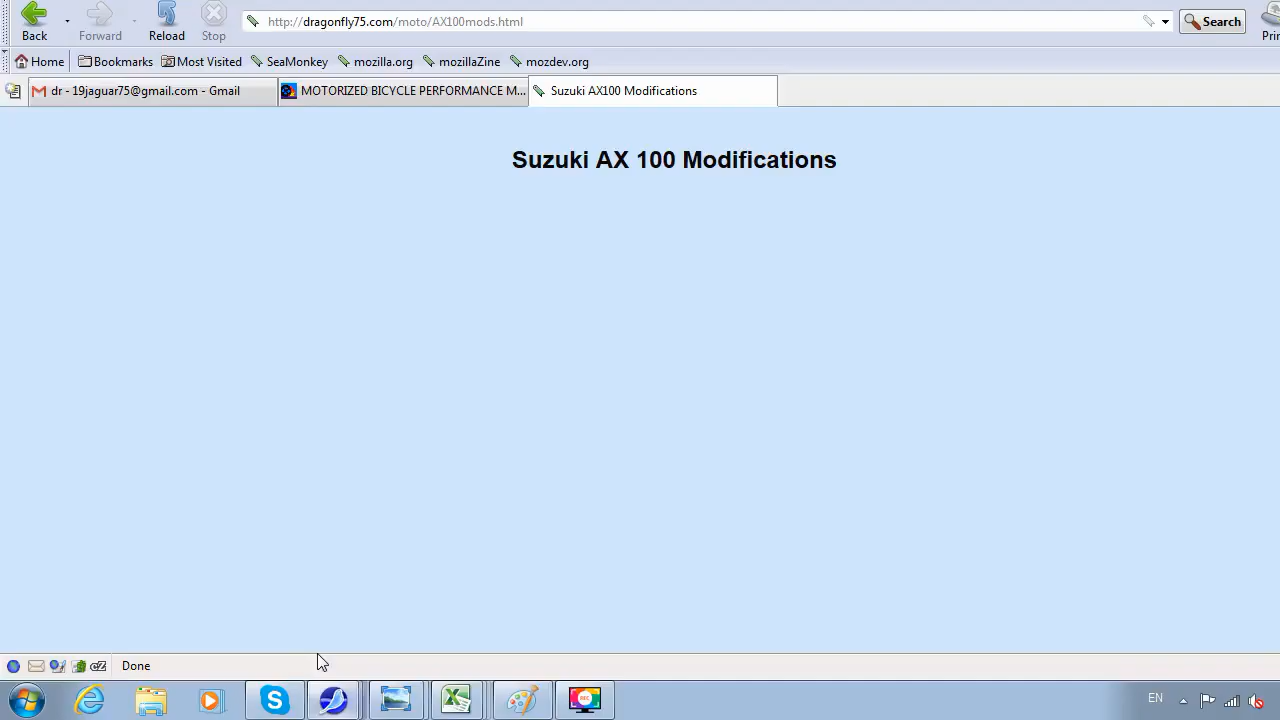 http://dragonfly75.com/moto/AX100mods.html
Search
Back
Forward
Reload
Stop
Home
Bookmarks
Most Visited
SeaMonkey
mozilla.org
mozillaZine
mozdev.org
dr - 19jaguar75@gmail.com - Gmail
MOTORIZED BICYCLE PERFORMANCE M...
Suzuki AX100 Modifications
Suzuki AX 100 Modifications
Done
EN